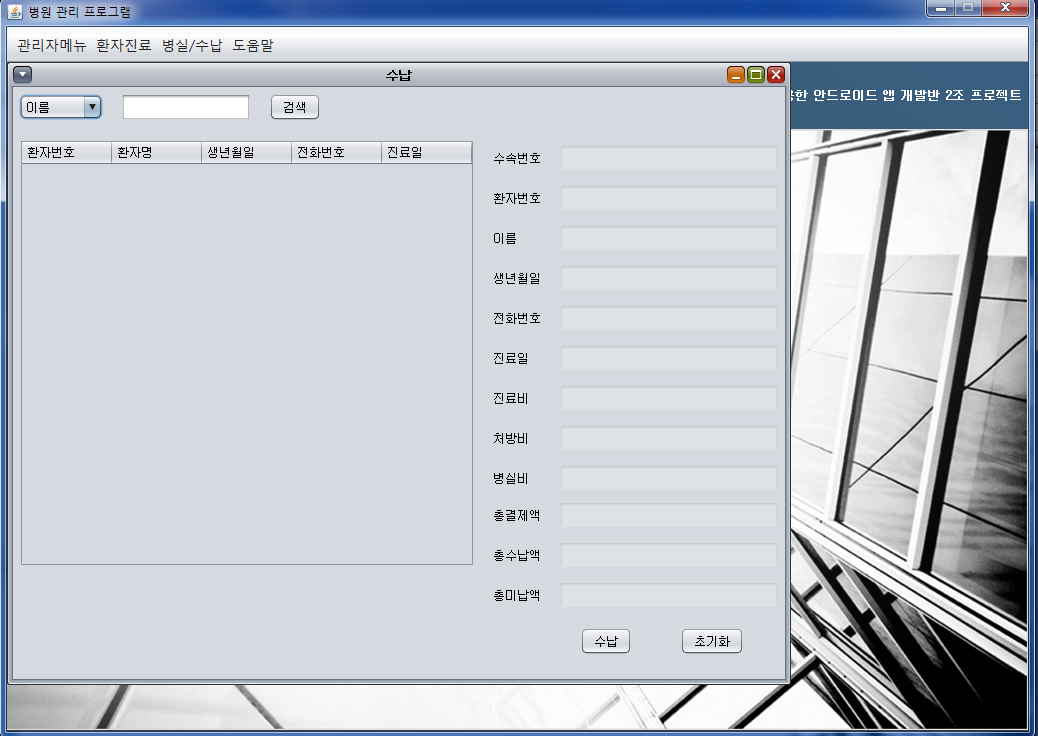 병원 관리 프로그램
관리자메뉴 환자진료 병실/수납 도움말
수납
한 안드로이드 앱 개발반 2조 프로젝트
이름 검색
환자번호 환자명 생년월일 전화번호 진료일
수속번호
환자번호
이름
생년월일
전화번호
진료일
진료비
처방비
병실비
총결제액
총수납액
총미납액
수납 초기화